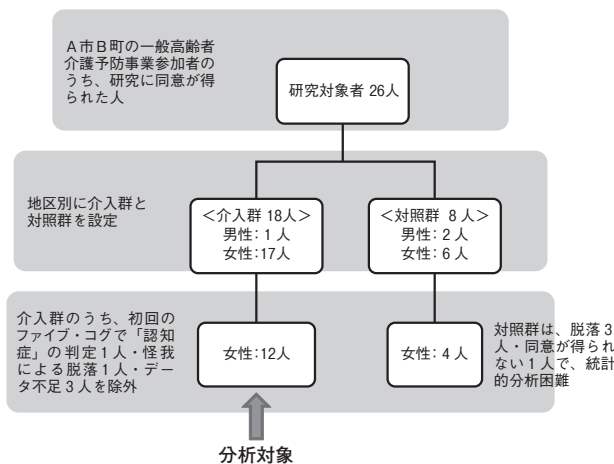 A市B町の一般高齢者
介護予防事業参加者の
うち、研究に同意が得
られた人
研究対象者 26人
地区別に介入群と
対照群を設定
＜介入群 18人＞
男性：1 人
女性：17人
＜対照群 8人＞
男性：2 人
女性：6 人
介入群のうち、初回の
ファイブ・コグで「認知
症」の判定1人・怪我
による脱落1人・デー
タ不足3人を除外
女性：12人
女性：4 人
対照群は、脱落 3
人・同意が得られ
ない 1 人で、統計
的分析困難
分析対象